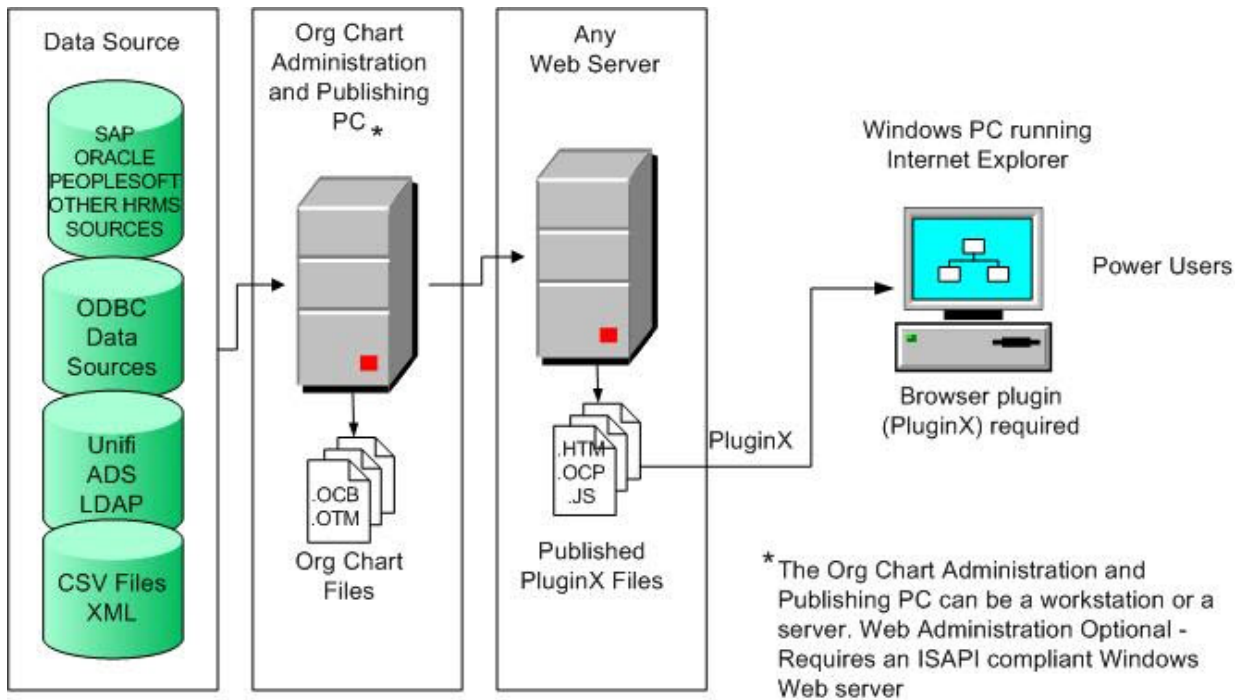 Data Source
SAP
ORACLE
PEOPLESOFT
OTHER HRMS
SOURCES
ODBC
Data
Sources
Unifi
ADS
LDAP
CSV Files
XML
Org Chart
Administration
and Publishing
PC *
.OCB
.OTM
Org Chart
Files
Any
Web Server
.HTM
.OCP
.JS
Published
PluginX Files
PluginX
Windows PC running
Internet Explorer
Power Users
Browser plugin
(PluginX) required
* The Org Chart Administration and
Publishing PC can be a workstation or a
server. Web Administration Optional -
Requires an ISAPI compliant Windows
Web server